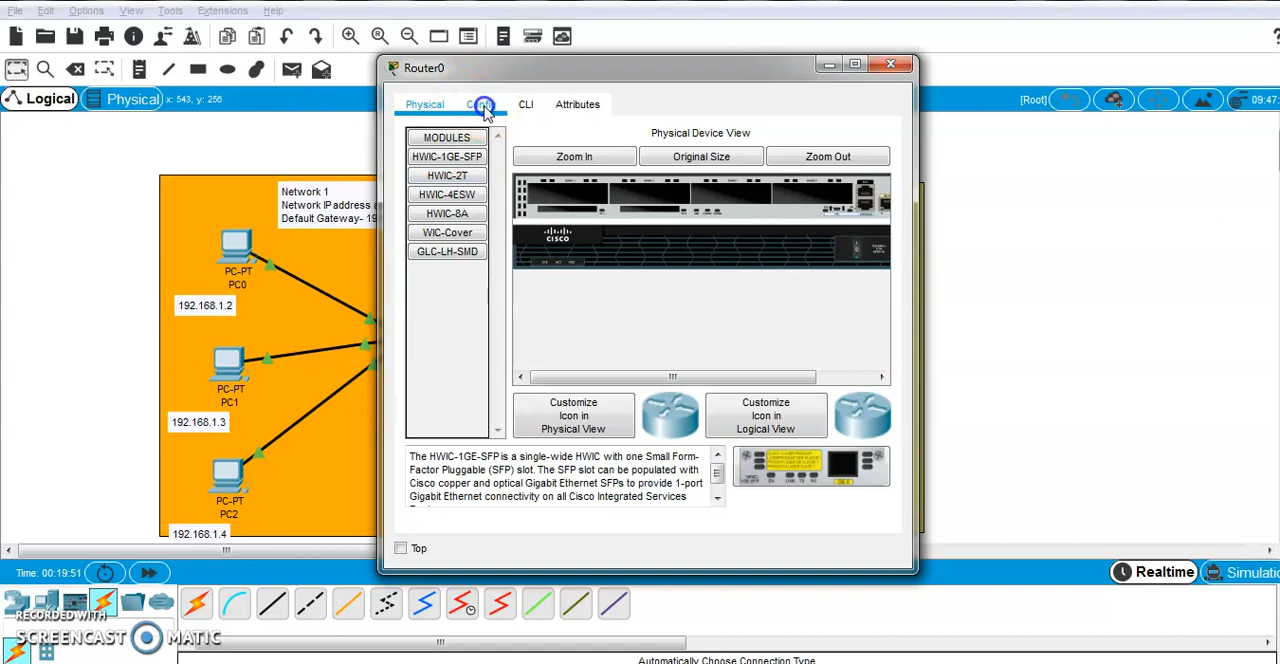 File Edit Options View Tools Extensions Help
Router0
Logical Physical x: 543, y: 256
[Root]
09:47:
Physical Config CLI Attributes
MODULES
HWIC-1GE-SFP
HWIC-2T
HWIC-4ESW
HWIC-8A
WIC-Cover
GLC-LH-SMD
Physical Device View
Zoom In Original Size Zoom Out
CISCO
Customize
Icon in
Physical View
Customize
Icon in
Logical View
The HWIC-1GE-SFP is a single-wide HWIC with one Small Form-
Factor Pluggable (SFP) slot. The SFP slot can be populated with
Cisco copper and optical Gigabit Ethernet SFPs to provide 1-port
Gigabit Ethernet connectivity on all Cisco Integrated Services
Top
Network 1
Network IP address a
Default Gateway- 19
PC-PT
PC0
192.168.1.2
PC-PT
PC1
192.168.1.3
PC-PT
PC2
192.168.1.4
Time: 00:19:51
Realtime Simulatio
RECORDED WITH
SCREENCAST MATIC
Automatically Choose Connection Type